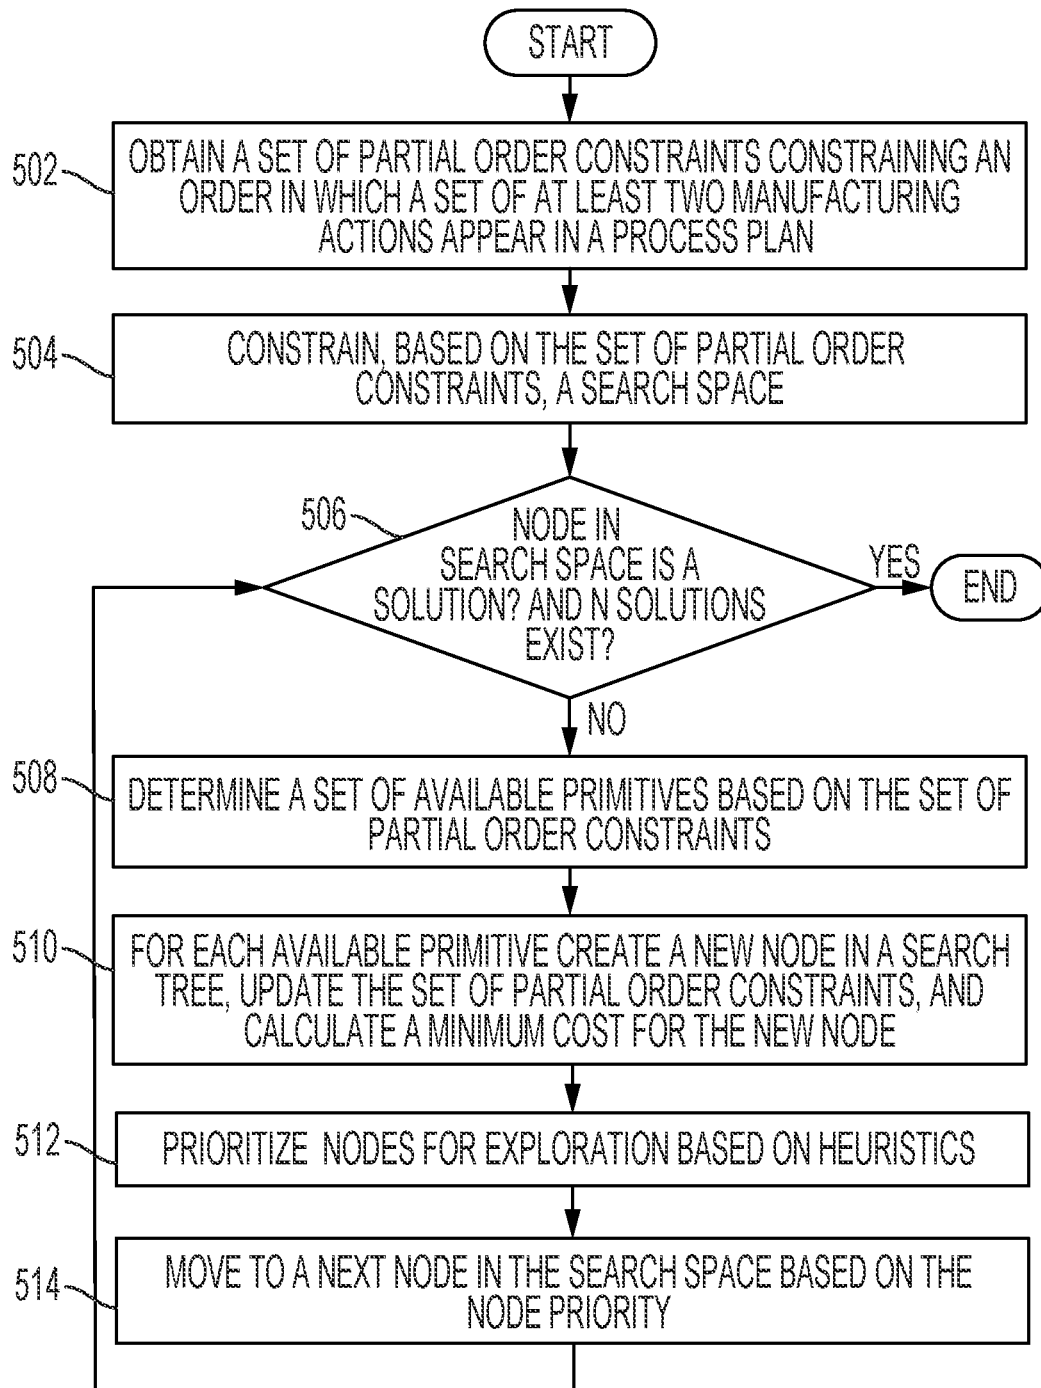 START
502
OBTAIN A SET OF PARTIAL ORDER CONSTRAINTS CONSTRAINING AN
ORDER IN WHICH A SET OF AT LEAST TWO MANUFACTURING
ACTIONS APPEAR IN A PROCESS PLAN
504
CONSTRAIN, BASED ON THE SET OF PARTIAL ORDER
CONSTRAINTS, A SEARCH SPACE
506
NODE IN
SEARCH SPACE IS A
SOLUTION? AND N SOLUTIONS
EXIST?
YES
END
NO
508
DETERMINE A SET OF AVAILABLE PRIMITIVES BASED ON THE SET OF
PARTIAL ORDER CONSTRAINTS
510
FOR EACH AVAILABLE PRIMITIVE CREATE A NEW NODE IN A SEARCH
TREE, UPDATE THE SET OF PARTIAL ORDER CONSTRAINTS, AND
CALCULATE A MINIMUM COST FOR THE NEW NODE
512
PRIORITIZE NODES FOR EXPLORATION BASED ON HEURISTICS
514
MOVE TO A NEXT NODE IN THE SEARCH SPACE BASED ON THE
NODE PRIORITY